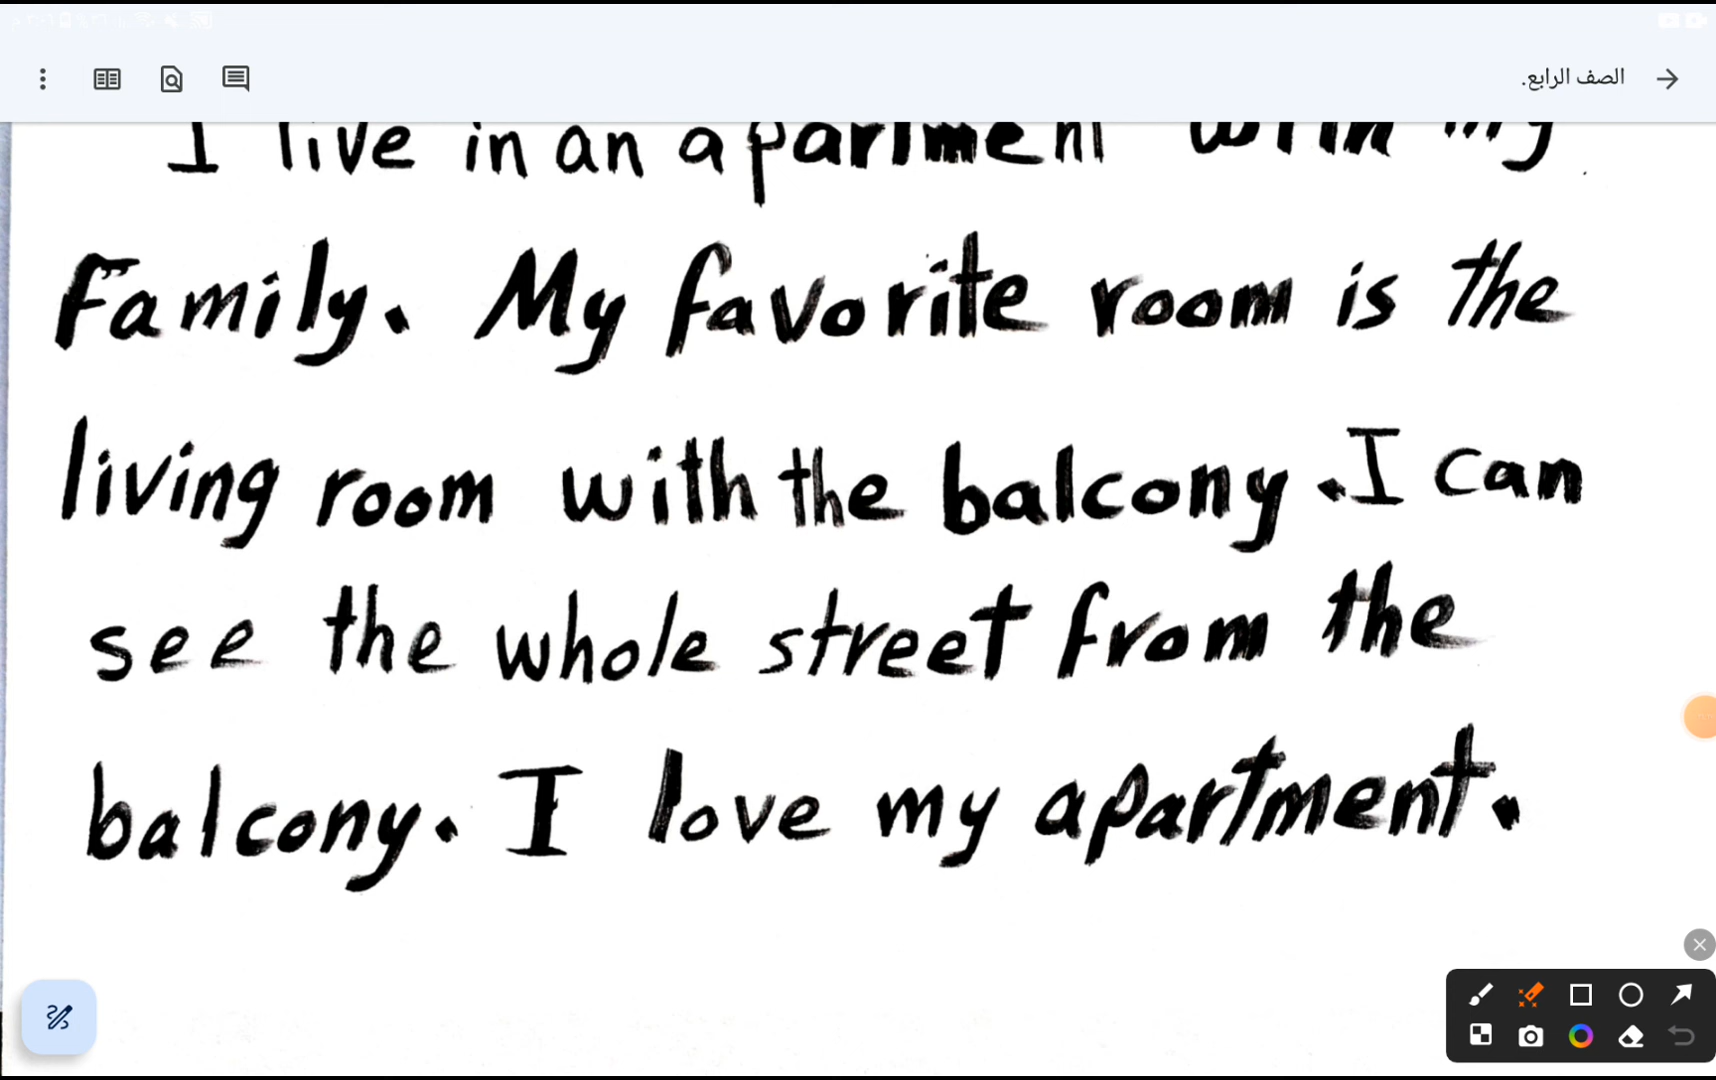 الصف الرابع.
I live in an apartment with my
Family. My favorite room is the
living room with the balcony. I can
see the whole street from the
balcony. I love my apartment.